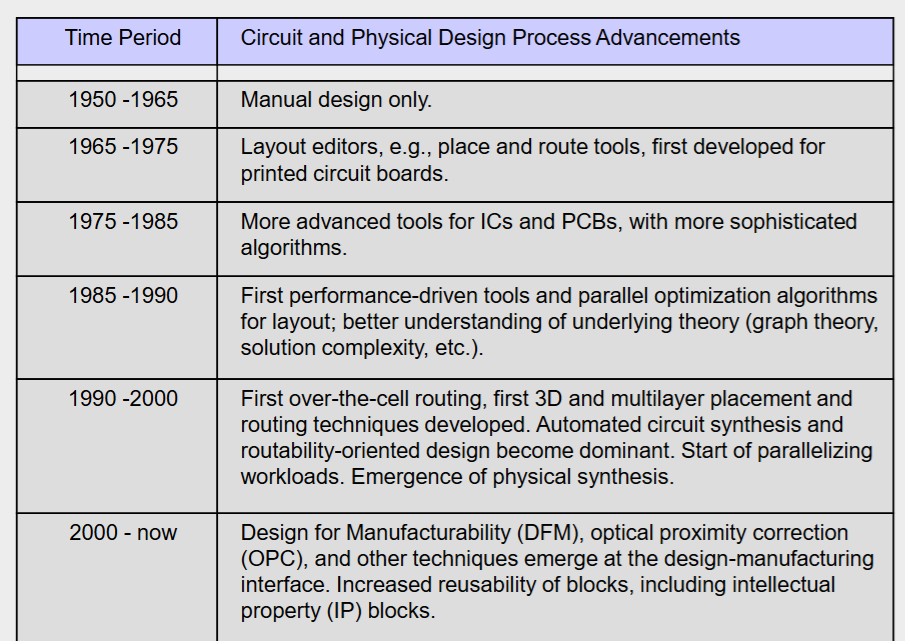 Time Period
Circuit and Physical Design Process Advancements
1950 -1965
Manual design only.
1965 -1975
Layout editors, e.g., place and route tools, first developed for
printed circuit boards.
1975 -1985
More advanced tools for ICs and PCBs, with more sophisticated
algorithms.
1985 -1990
First performance-driven tools and parallel optimization algorithms
for layout; better understanding of underlying theory (graph theory,
solution complexity, etc.).
1990 -2000
First over-the-cell routing, first 3D and multilayer placement and
routing techniques developed. Automated circuit synthesis and
routability-oriented design become dominant. Start of parallelizing
workloads. Emergence of physical synthesis.
2000 - now
Design for Manufacturability (DFM), optical proximity correction
(OPC), and other techniques emerge at the design-manufacturing
interface. Increased reusability of blocks, including intellectual
property (IP) blocks.